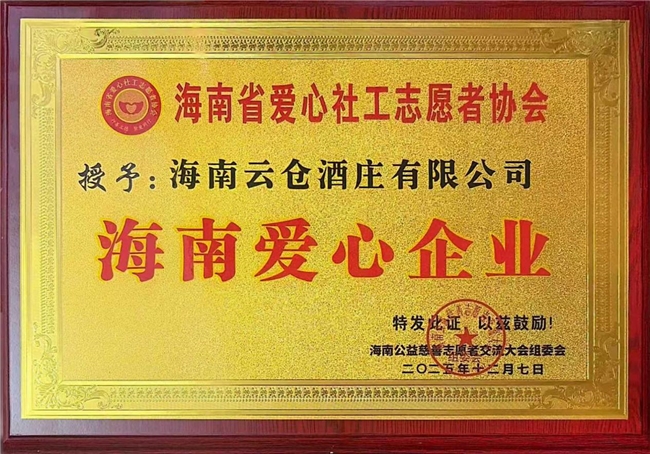 海南省爱心社工志愿者协会
授予：海南云仓酒庄有限公司
海南爱心企业
特发此证 以兹鼓励！
海南公益慈善志愿者交流大会组委会
二〇二五年十二月七日
组委会